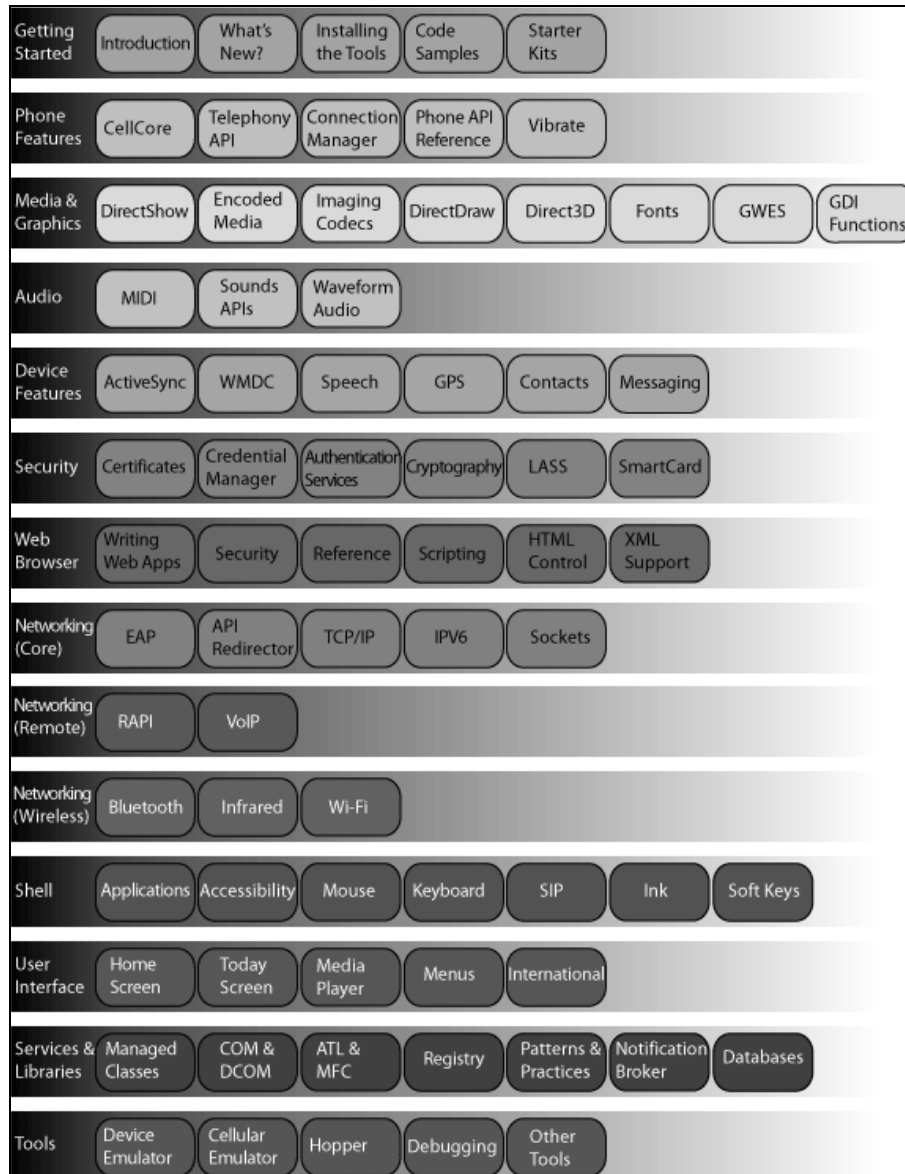 Getting Started
Introduction
What's New?
Installing the Tools
Code Samples
Starter Kits
Phone Features
CellCore
Telephony API
Connection Manager
Phone API Reference
Vibrate
Media & Graphics
DirectShow
Encoded Media
Imaging Codecs
DirectDraw
Direct3D
Fonts
GWES
GDI Functions
Audio
MIDI
Sounds APIs
Waveform Audio
Device Features
ActiveSync
WMDC
Speech
GPS
Contacts
Messaging
Security
Certificates
Credential Manager
Authentication Services
Cryptography
LASS
SmartCard
Web Browser
Writing Web Apps
Security
Reference
Scripting
HTML Control
XML Support
Networking (Core)
EAP
API Redirector
TCP/IP
IPV6
Sockets
Networking (Remote)
RAPI
VoIP
Networking (Wireless)
Bluetooth
Infrared
Wi-Fi
Shell
Applications
Accessibility
Mouse
Keyboard
SIP
Ink
Soft Keys
User Interface
Home Screen
Today Screen
Media Player
Menus
International
Services & Libraries
Managed Classes
COM & DCOM
ATL & MFC
Registry
Patterns & Practices
Notification Broker
Databases
Tools
Device Emulator
Cellular Emulator
Hopper
Debugging
Other Tools